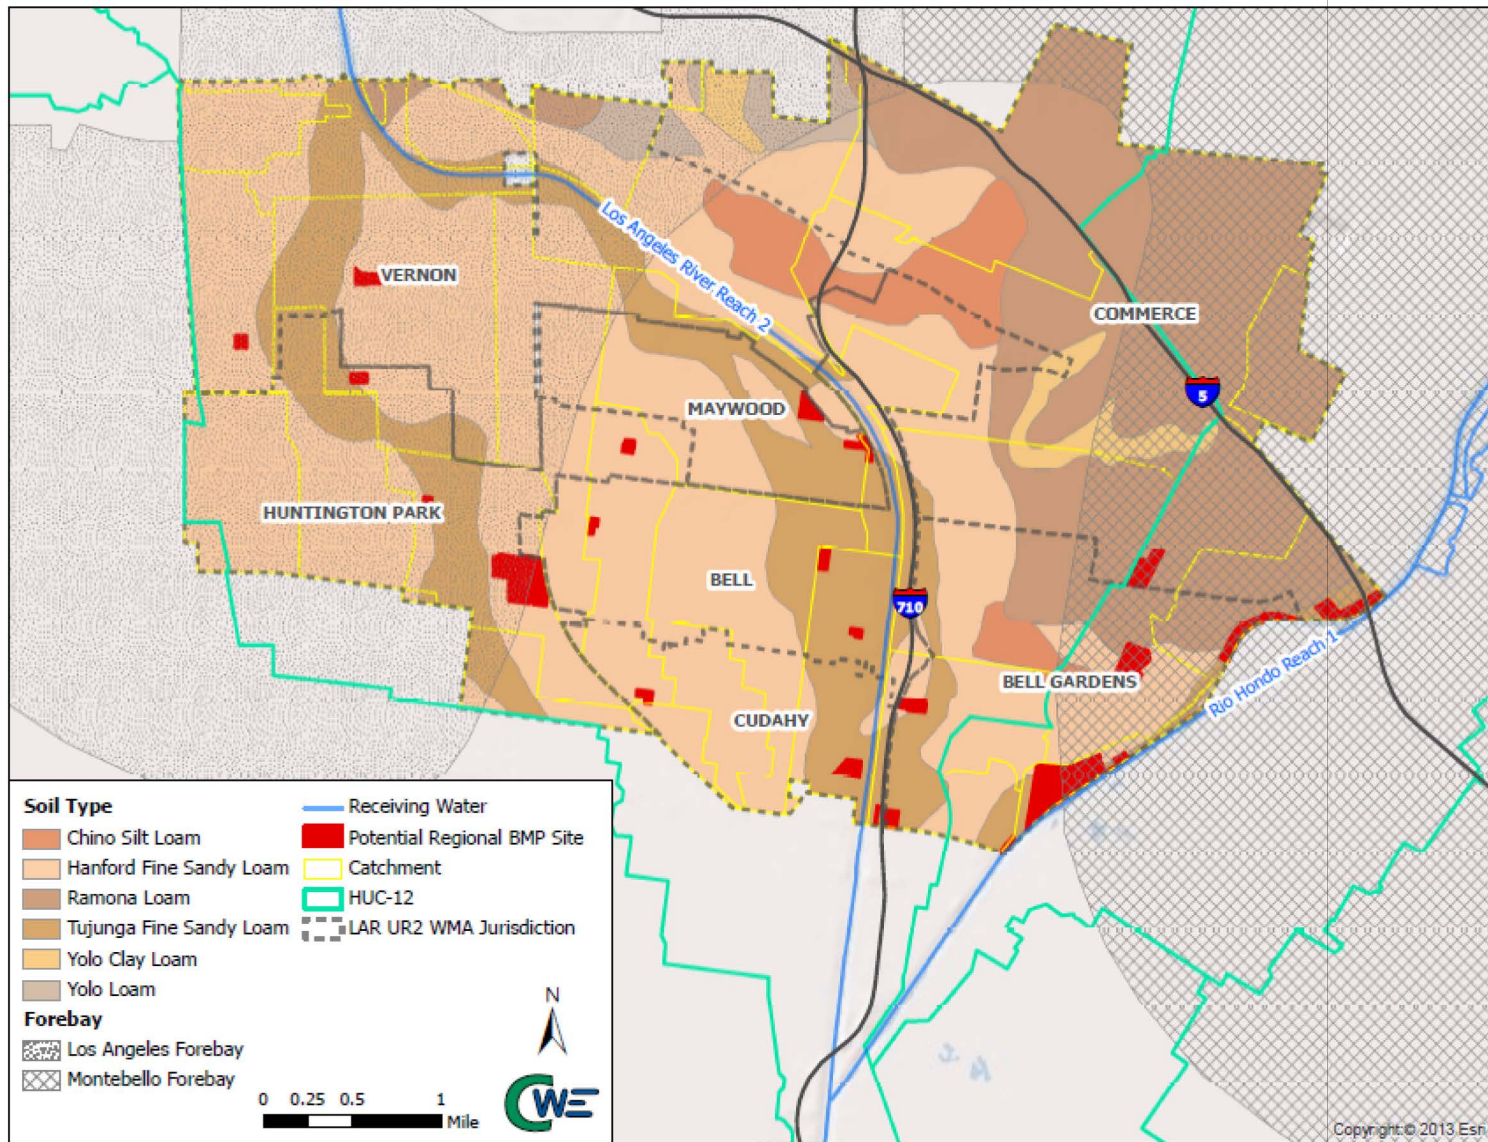 Los Angeles River Reach 2
VERNON
COMMERCE
5
MAYWOOD
HUNTINGTON PARK
BELL
710
BELL GARDENS
Rio Hondo Reach 1
CUDAHY
Soil Type
Chino Silt Loam
Hanford Fine Sandy Loam
Ramona Loam
Tujunga Fine Sandy Loam
Yolo Clay Loam
Yolo Loam
Forebay
Los Angeles Forebay
Montebello Forebay
Receiving Water
Potential Regional BMP Site
Catchment
HUC-12
LAR UR2 WMA Jurisdiction
N
0 0.25 0.5 1
Mile
CWE
Copyright:© 2013 Esri